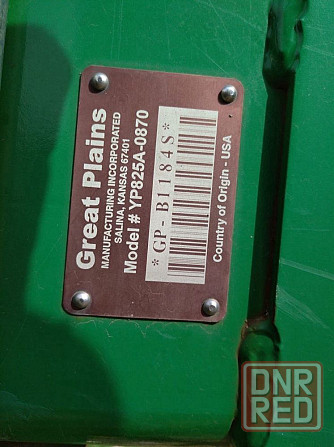 Great Plains
MANUFACTURING INCORPORATED
SALINA, KANSAS 67401
Model # YP825A-0870
*GP-B1184S*
Country of Origin - USA
DNR
RED